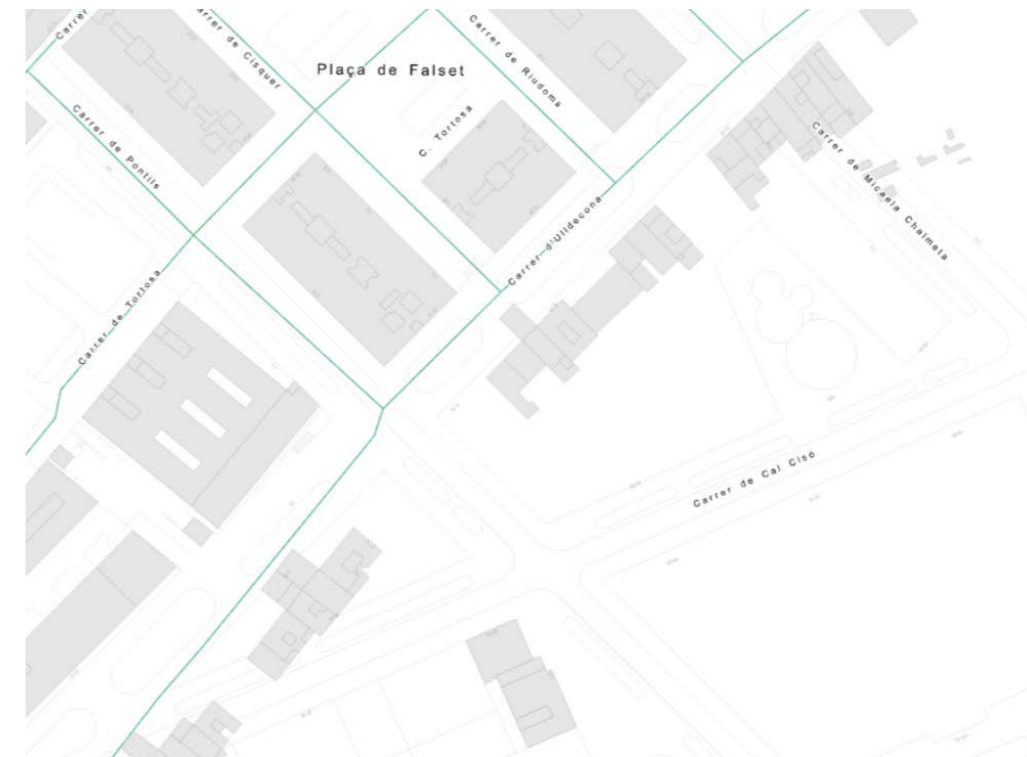 Carrer
Carrer de Cisquer
Plaça de Falset
Carrer de Riudoms
C. Tortosa
Carrer de Pontils
Carrer de Micaela Chalmeta
Carrer d'Ulldecona
Carrer de Tortosa
Carrer de Cal Cisó